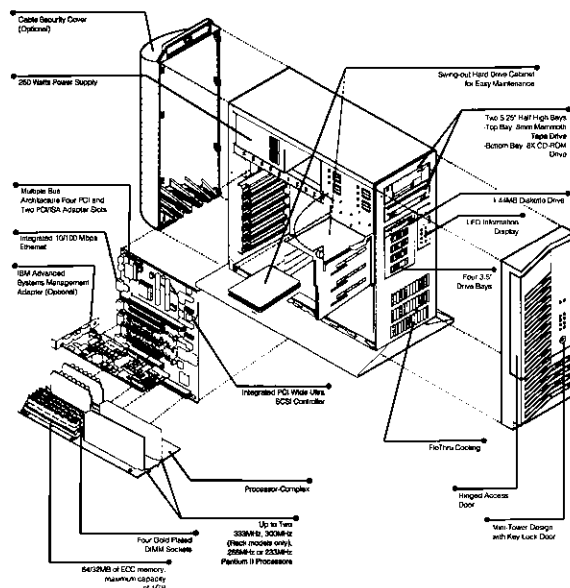 Cable Security Cover
(Optional)
250 Watts Power Supply
Multiple Bus
Architecture Four PCI and
Two PCI/ISA Adapter Slots
Integrated 10/100 Mbps
Ethernet
IBM Advanced
Systems Management
Adapter (Optional)
Swing-out Hard Drive Cabinet
for Easy Maintenance
Two 5.25" Half High Bays
-Top Bay 8mm Mammoth
Tape Drive
-Bottom Bay 8X CD-ROM
Drive
1.44MB Diskette Drive
LED Information
Display
Four 3.5"
Drive Bays
Integrated PCI Wide Ultra
SCSI Controller
FloThru Cooling
Processor-Complex
Hinged Access
Door
Mini-Tower Design
with Key Lock Door
Up to Two
333MHz, 300MHz
(Rack models only),
266MHz or 233MHz
Pentium II Processors
Four Gold Plated
DIMM Sockets
64/32MB of ECC memory,
maximum capacity
of 1GB